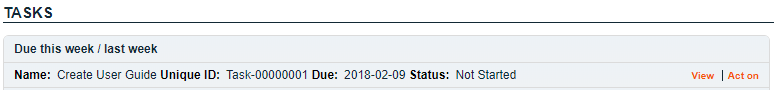 TASKS
Due this week / last week
Name: Create User Guide Unique ID: Task-00000001 Due: 2018-02-09 Status: Not Started View | Act on